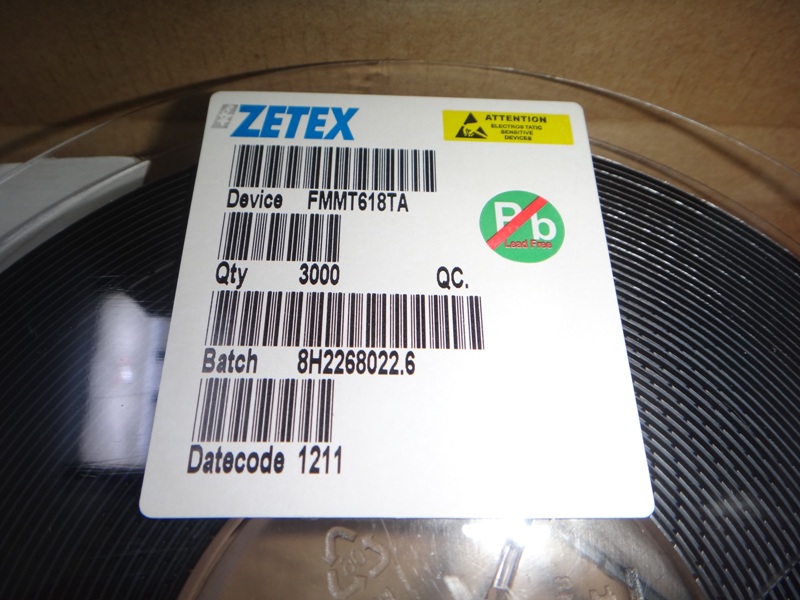 ZETEX
ATTENTION
ELECTROSTATIC
SENSITIVE
DEVICES
Device FMMT618TA
Pb
Lead Free
Qty 3000 QC.
Batch 8H2268022.6
Datecode 1211